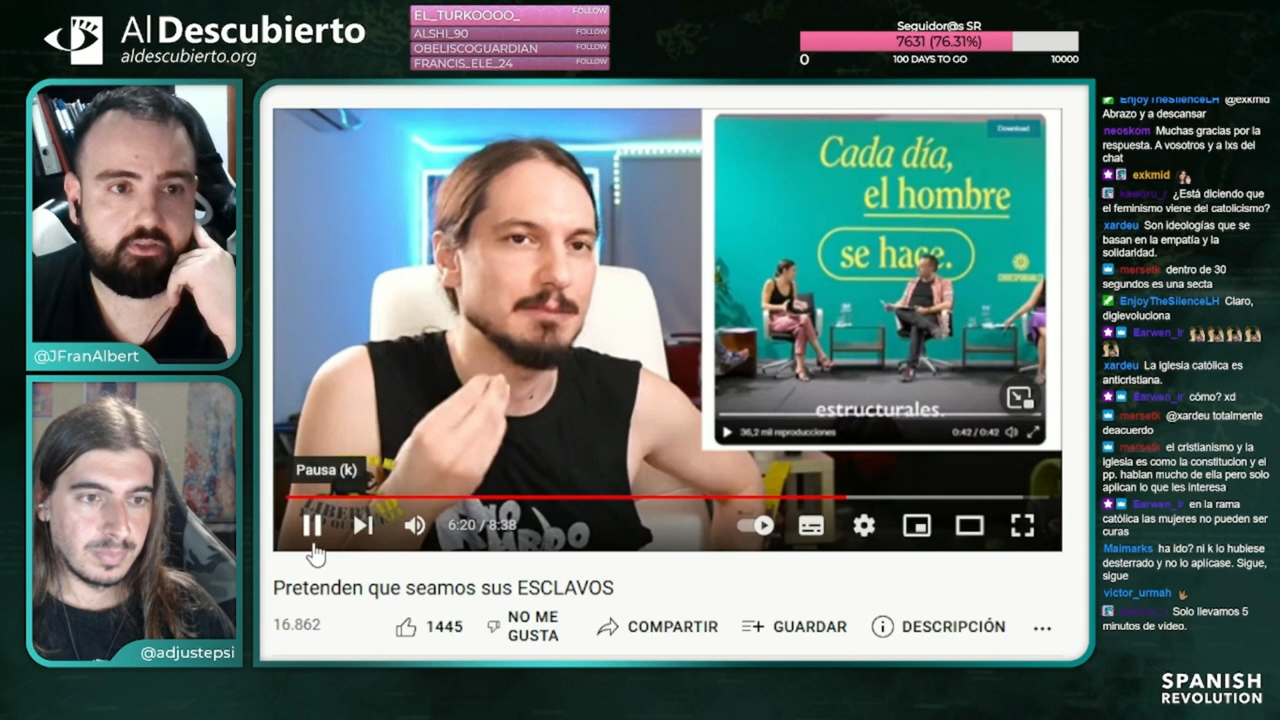 Al Descubierto
aldescubierto.org
EL_TURKOOOO_ FOLLOW
ALSHI_90 FOLLOW
OBELISCOGUARDIAN FOLLOW
FRANCIS_ELE_24 FOLLOW
Seguidor@s SR
7631 (76.31%)
0 100 DAYS TO GO 10000
@JFranAlbert
@adjustepsi
Download
Cada día,
el hombre
se hace.
estructurales.
36,2 mil reproducciones 0:42 / 0:42
Pausa (k)
6:20 / 8:38
Pretenden que seamos sus ESCLAVOS
16.862 1445 NO ME GUSTA COMPARTIR GUARDAR DESCRIPCIÓN ...
EnjoyTheSilenceLH @exkmid
Abrazo y a descansar
neoskom Muchas gracias por la
respuesta. A vosotros y a lxs del
chat
exkmid
¿Está diciendo que
el feminismo viene del catolicismo?
xardeu Son ideologías que se
basan en la empatía y la
solidaridad.
mersetk dentro de 30
segundos es una secta
EnjoyTheSilenceLH Claro,
digievoluciona
Earwen_ir
xardeu La iglesia católica es
anticristiana.
Earwen_ir cómo? xd
mersetk @xardeu totalmente
deacuerdo
mersetk el cristianismo y la
iglesia es como la constitucion y el
pp. hablan mucho de ella pero solo
aplican lo que les interesa
Earwen_ir en la rama
católica las mujeres no pueden ser
curas
Maimarks ha ido? ni k lo hubiese
desterrado y no lo aplicase. Sigue,
sigue
victor_urmah
Solo llevamos 5
minutos de video.
SPANISH
REVOLUTION